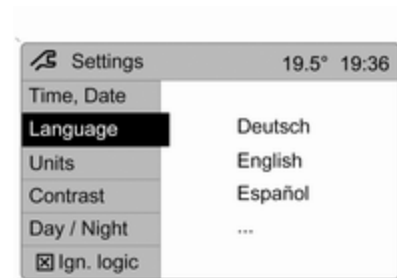 Settings 19.5° 19:36
Time, Date
Language Deutsch
Units English
Contrast Español
Day / Night ...
Ign. logic